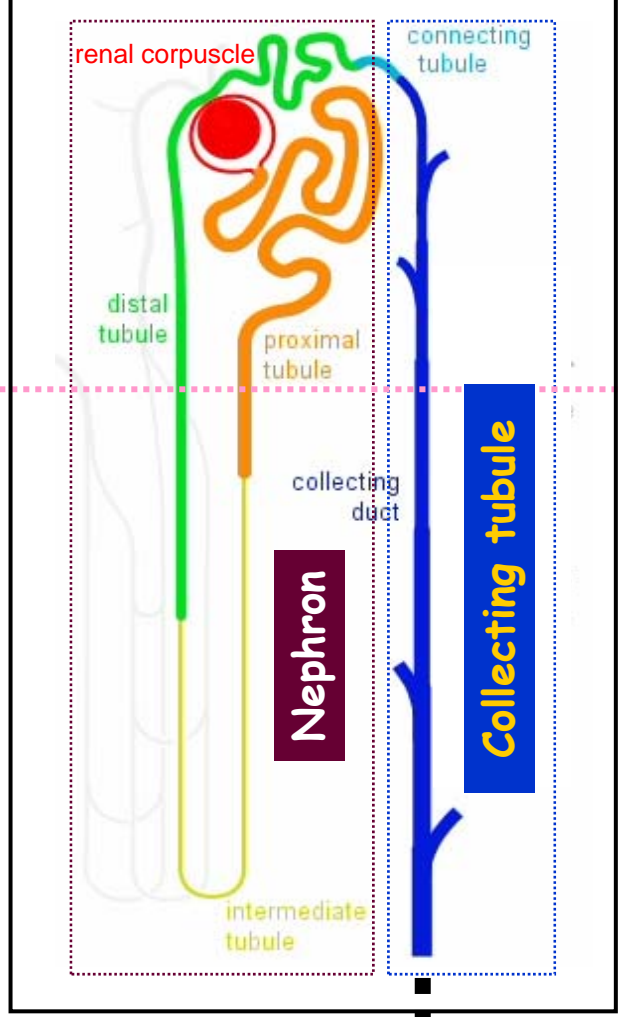 renal corpuscle
connecting
tubule
distal
tubule
proximal
tubule
collecting
duct
Nephron
Collecting tubule
intermediate
tubule